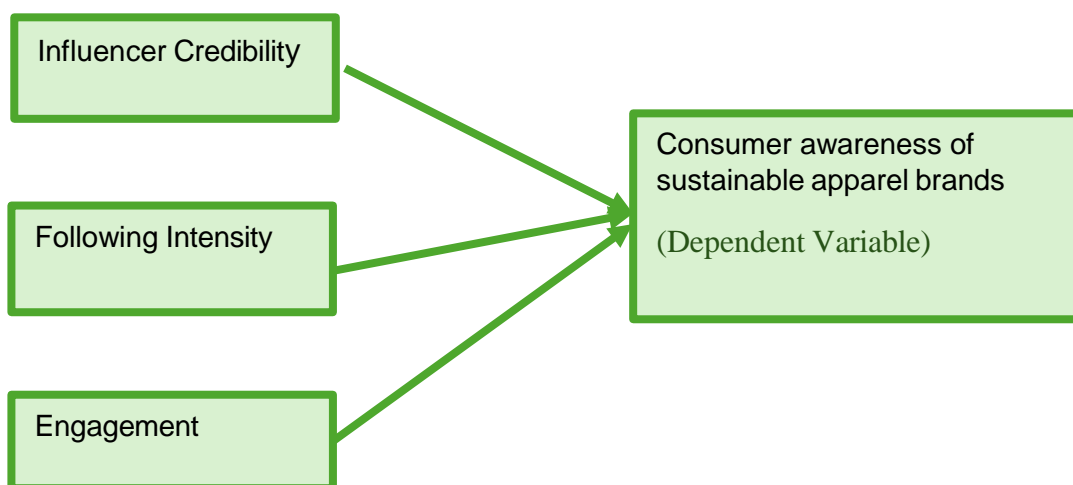 Influencer Credibility
Consumer awareness of
sustainable apparel brands
(Dependent Variable)
Following Intensity
Engagement